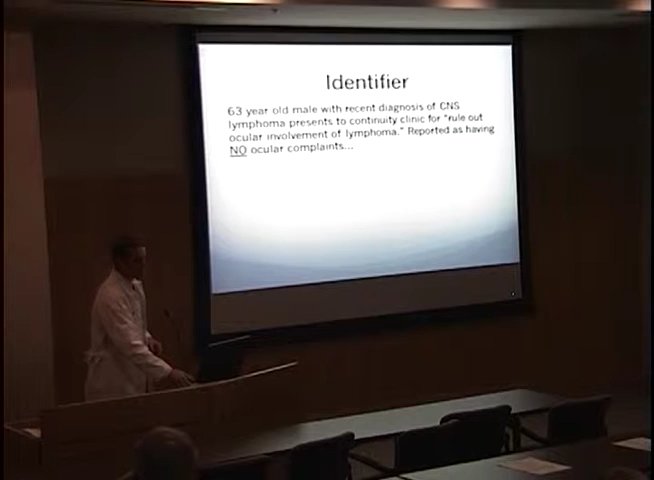 Identifier
63 year old male with recent diagnosis of CNS
lymphoma presents to continuity clinic for "rule out
ocular involvement of lymphoma." Reported as having
NO ocular complaints...